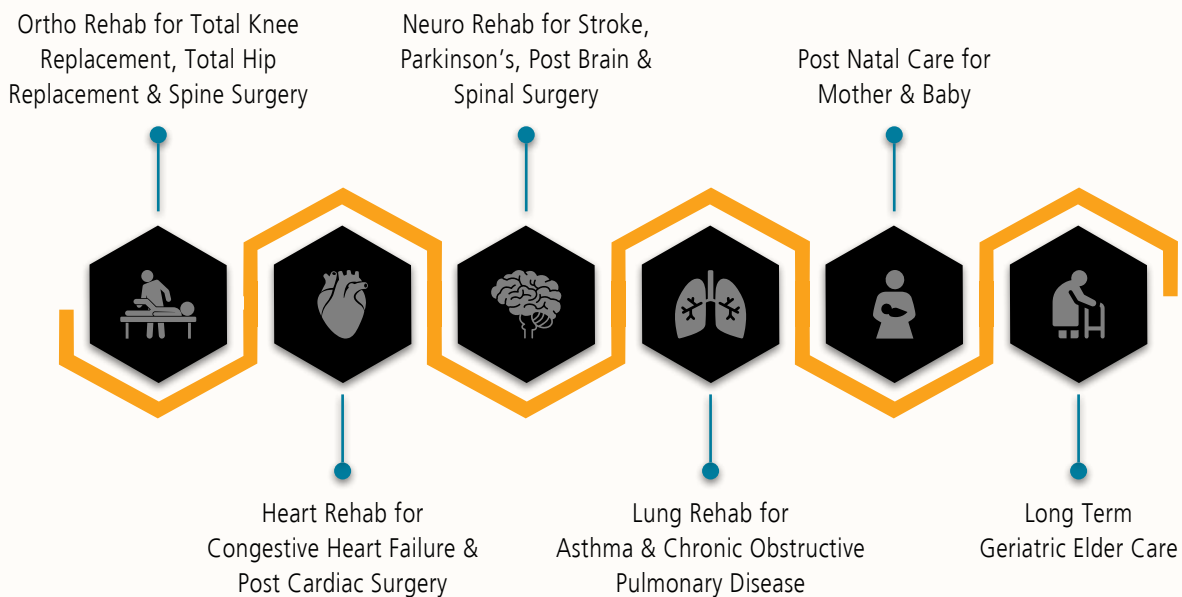 Ortho Rehab for Total Knee
Replacement, Total Hip
Replacement & Spine Surgery
Heart Rehab for
Congestive Heart Failure &
Post Cardiac Surgery
Neuro Rehab for Stroke,
Parkinson’s, Post Brain &
Spinal Surgery
Lung Rehab for
Asthma & Chronic Obstructive
Pulmonary Disease
Post Natal Care for
Mother & Baby
Long Term
Geriatric Elder Care